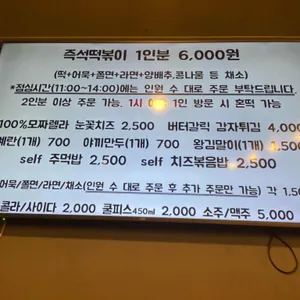 즉석떡볶이 1인분 6,000원
(떡+어묵+쫄면+라면+양배추,콩나물 등 채소)
*점심시간(11:00~14:00)에는 인원 수 대로 주문 부탁드립니다.
2인분 이상 주문 가능. 1시 이후 1인 방문 시 혼떡 가능
100%모짜렐라 눈꽃치즈 2,500 버터갈릭 감자튀김 4,000
계란(1개) 700 야끼만두(1개) 700 왕김말이(1개)
self 주먹밥 2,500 self 치즈볶음밥 2,500
어묵/쫄면/라면/채소(인원 수 대로 주문 후 추가 주문만 가능) 각 1,50
콜라/사이다 2,000 쿨피스450ml 2,000 소주/맥주 5,000